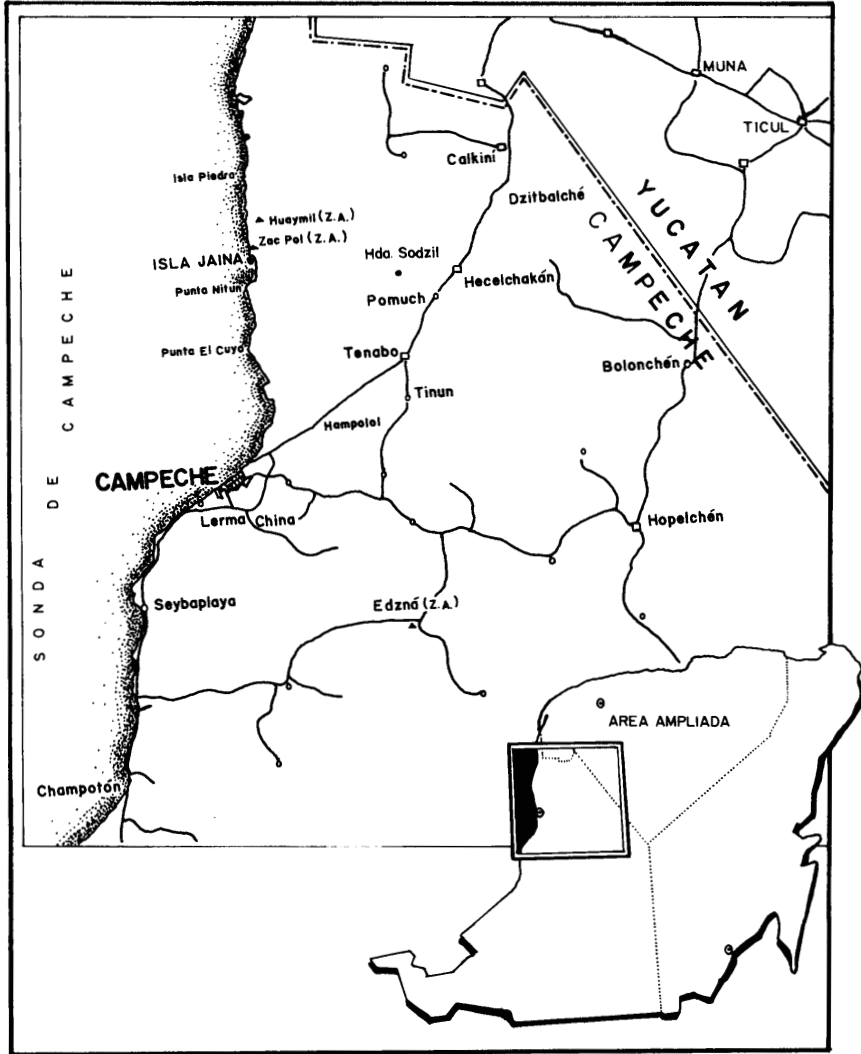 MUNA
TICUL
Calkiní
Isla Piedra
Dzitbalché
YUCATAN
CAMPECHE
Huaymil (Z.A.)
Zac Pol (Z.A.)
ISLA JAINA
Hda. Sodzil
Hecelchakán
Punta Nitun
Pomuch
SONDA DE CAMPECHE
Punta El Cuyo
Tenabo
Bolonchén
Tinun
Hampolol
CAMPECHE
Lerma
China
Hopelchén
Seybaplaya
Edzná (Z.A.)
AREA AMPLIADA
Champotón